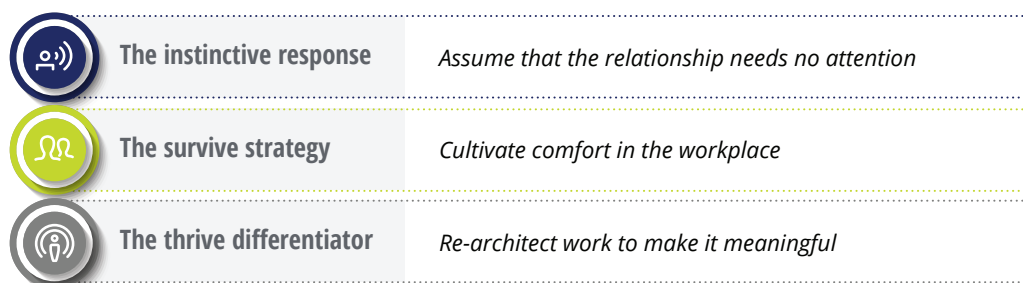 The instinctive response Assume that the relationship needs no attention
The survive strategy Cultivate comfort in the workplace
The thrive differentiator Re-architect work to make it meaningful